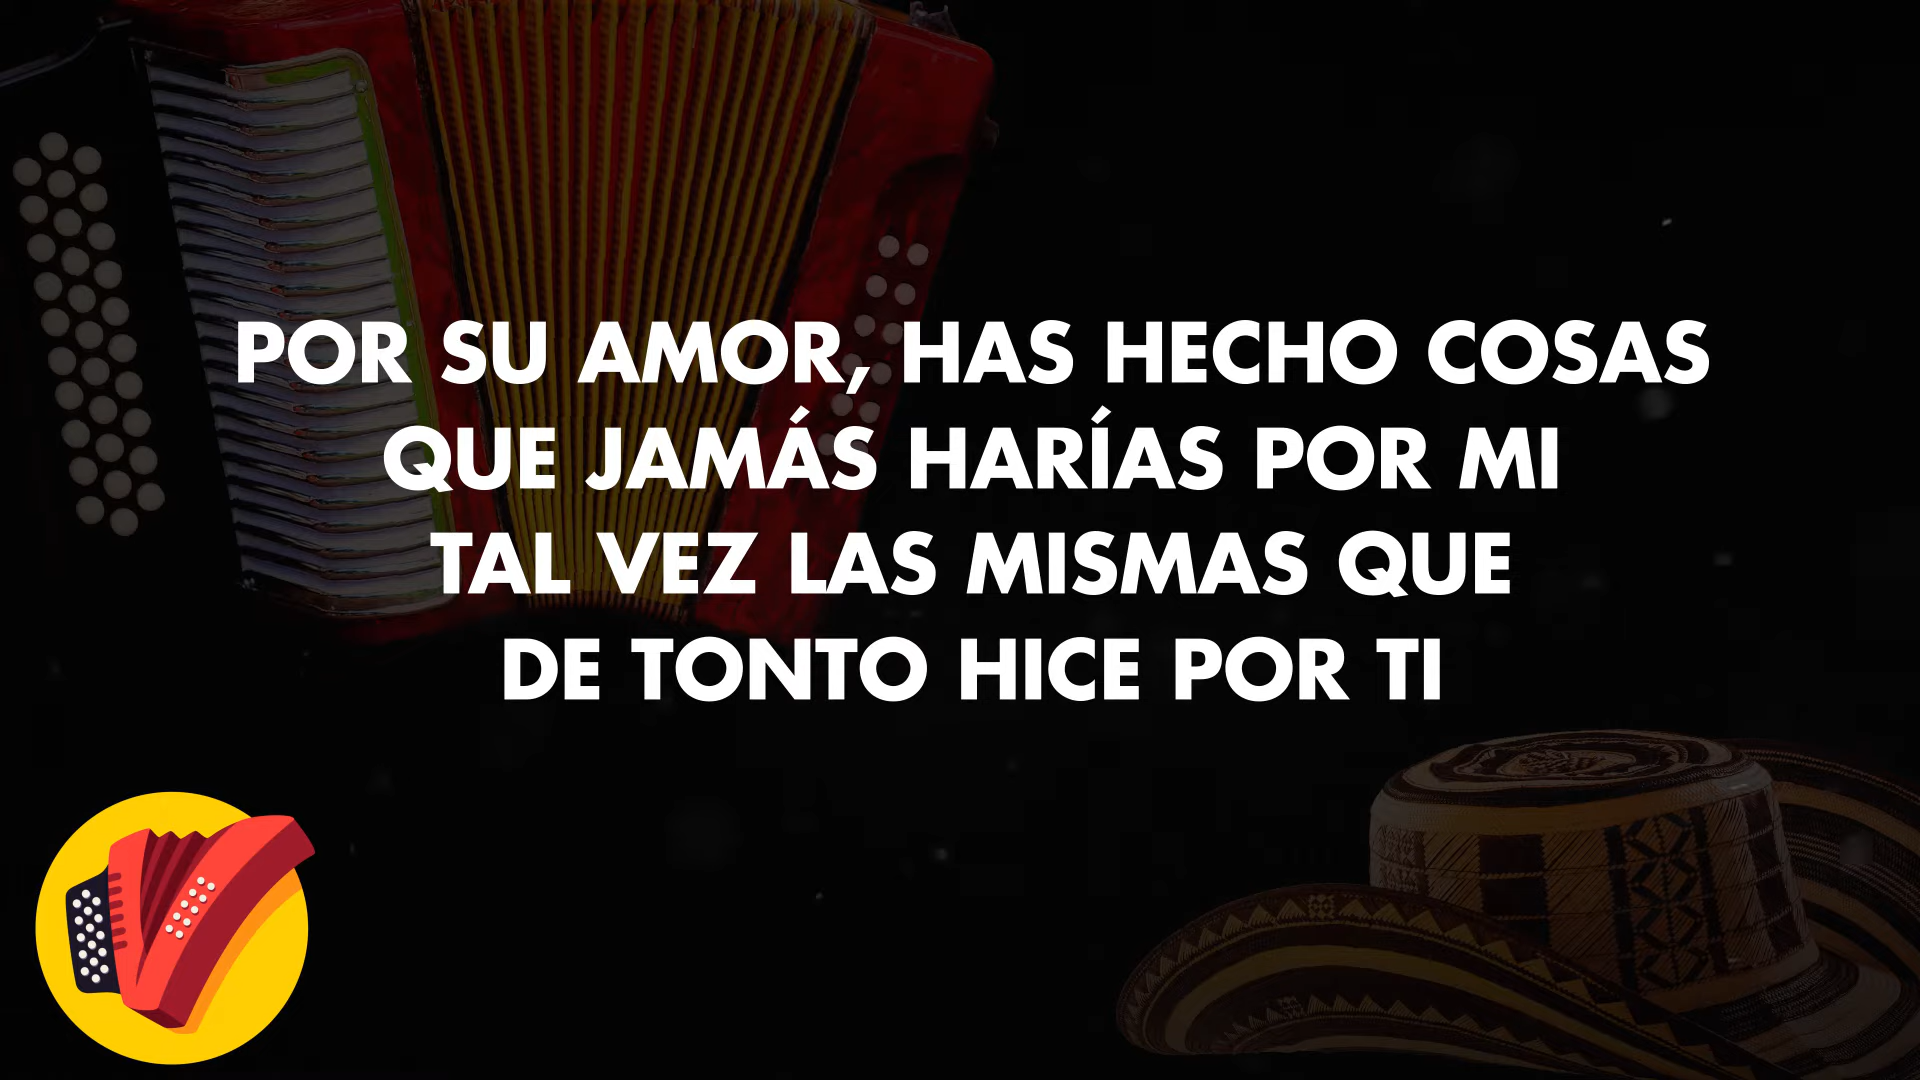 POR SU AMOR, HAS HECHO COSAS
QUE JAMÁS HARÍAS POR MI
TAL VEZ LAS MISMAS QUE
DE TONTO HICE POR TI